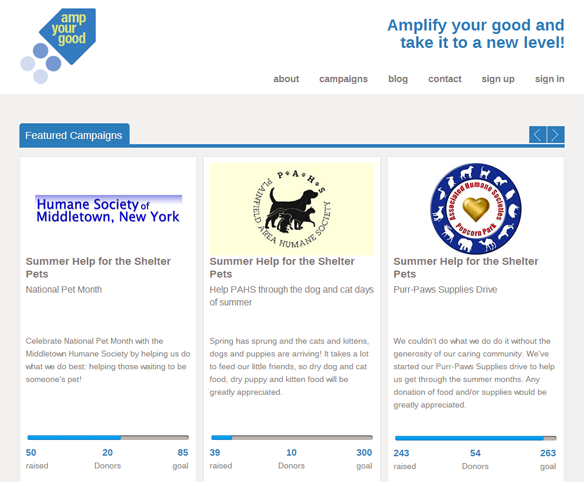 amp
your
good
Amplify your good and
take it to a new level!
about campaigns blog contact sign up sign in
Featured Campaigns
Humane Society of
Middletown, New York
Summer Help for the Shelter
Pets
National Pet Month
Celebrate National Pet Month with the
Middletown Humane Society by helping us do
what we do best: helping those waiting to be
someone's pet!
50 20 85
raised Donors goal
P•A•H•S
PLAINFIELD AREA HUMANE SOCIETY
Summer Help for the Shelter
Pets
Help PAHS through the dog and cat days
of summer
Spring has sprung and the cats and kittens,
dogs and puppies are arriving! It takes a lot
to feed our little friends, so dry dog and cat
food, dry puppy and kitten food will be
greatly appreciated.
39 10 300
raised Donors goal
Associated Humane Societies
Popcorn Park
Summer Help for the Shelter
Pets
Purr-Paws Supplies Drive
We couldn't do what we do do it without the
generosity of our caring community. We've
started our Purr-Paws Supplies drive to help
us get through the summer months. Any
donation of food and/or supplies would be
greatly appreciated.
243 54 263
raised Donors goal